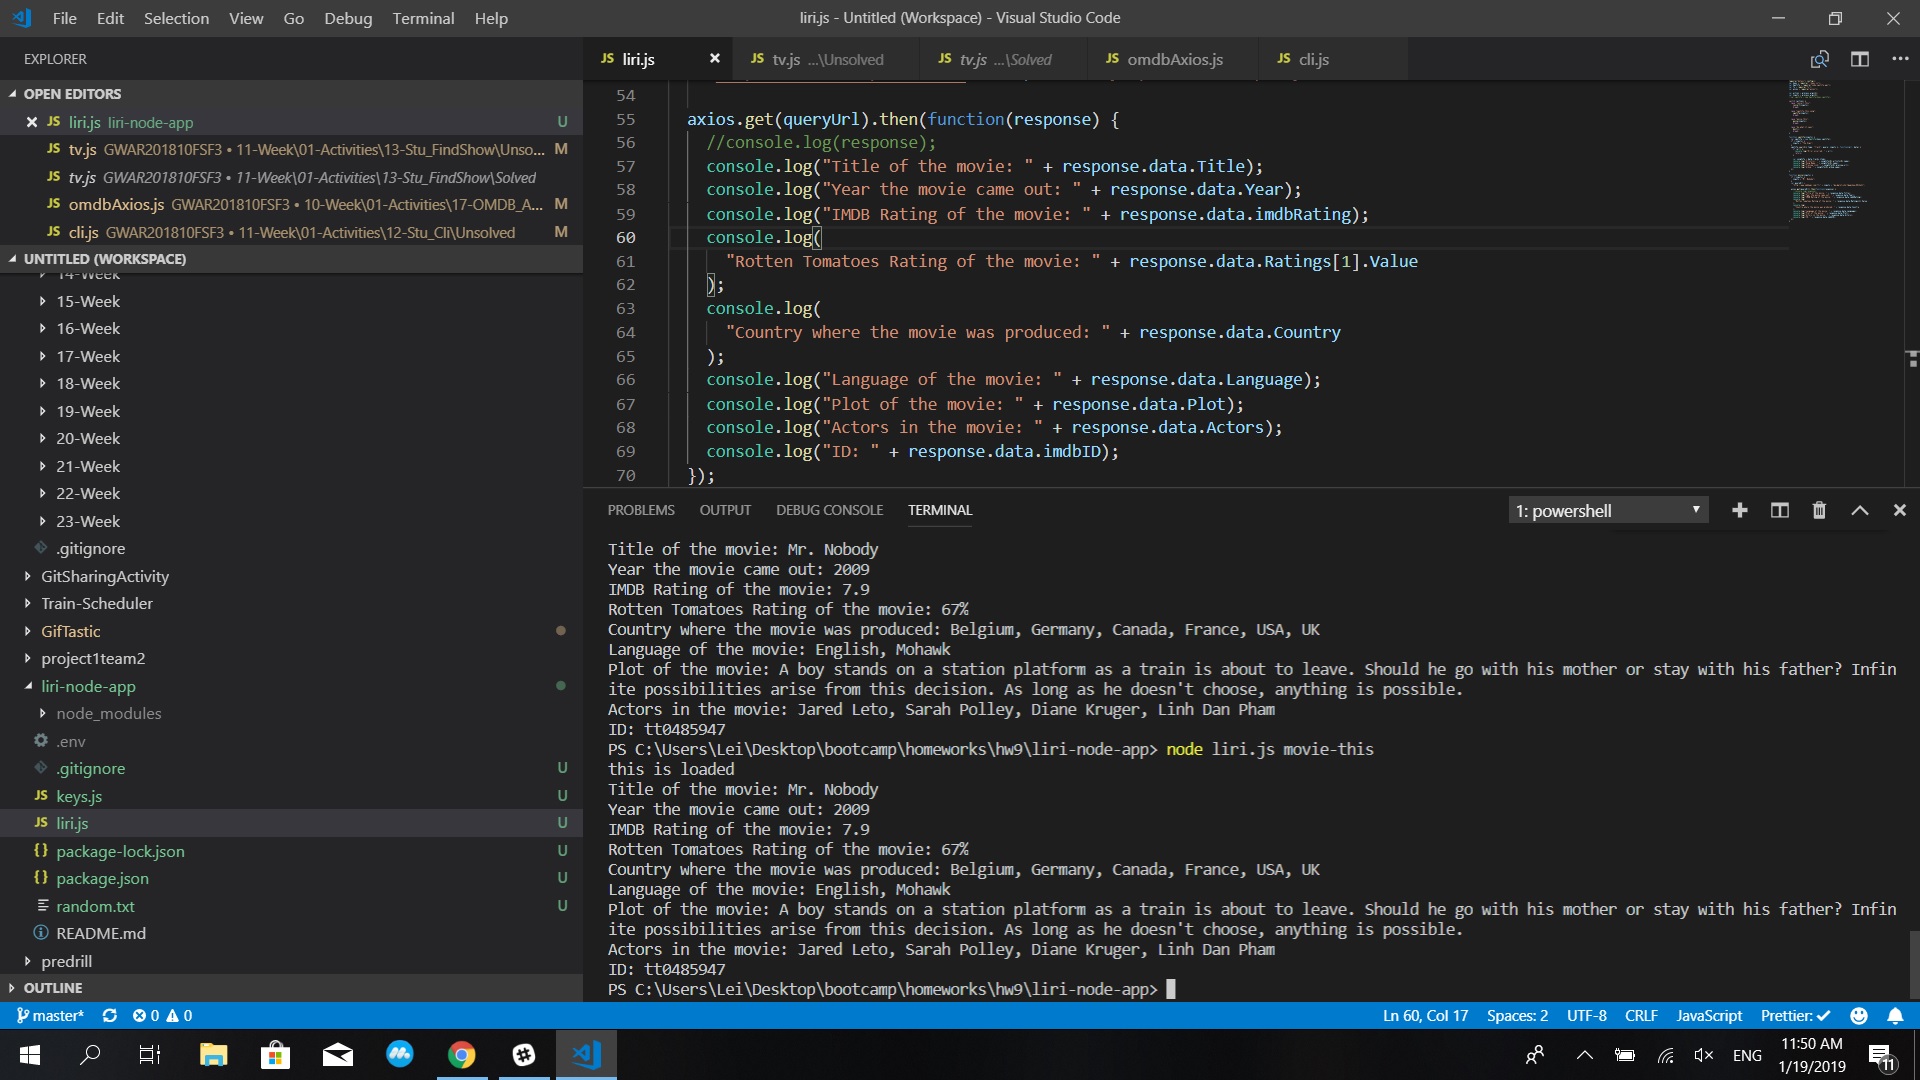 File Edit Selection View Go Debug Terminal Help
liri.js - Untitled (Workspace) - Visual Studio Code
EXPLORER
OPEN EDITORS
JS liri.js liri-node-app U
JS tv.js GWAR201810FSF3 • 11-Week\01-Activities\13-Stu_FindShow\Unso... M
JS tv.js GWAR201810FSF3 • 11-Week\01-Activities\13-Stu_FindShow\Solved
JS omdbAxios.js GWAR201810FSF3 • 10-Week\01-Activities\17-OMDB_A... M
JS cli.js GWAR201810FSF3 • 11-Week\01-Activities\12-Stu_Cli\Unsolved M
UNTITLED (WORKSPACE)
14-Week
15-Week
16-Week
17-Week
18-Week
19-Week
20-Week
21-Week
22-Week
23-Week
.gitignore
GitSharingActivity
Train-Scheduler
GifTastic
project1team2
liri-node-app
node_modules
.env
.gitignore U
JS keys.js U
JS liri.js U
{} package-lock.json U
{} package.json U
random.txt U
README.md
predrill
OUTLINE
JS liri.js JS tv.js ...\Unsolved JS tv.js ...\Solved JS omdbAxios.js JS cli.js
54
55 axios.get(queryUrl).then(function(response) {
56 //console.log(response);
57 console.log("Title of the movie: " + response.data.Title);
58 console.log("Year the movie came out: " + response.data.Year);
59 console.log("IMDB Rating of the movie: " + response.data.imdbRating);
60 console.log(
61 "Rotten Tomatoes Rating of the movie: " + response.data.Ratings[1].Value
62 );
63 console.log(
64 "Country where the movie was produced: " + response.data.Country
65 );
66 console.log("Language of the movie: " + response.data.Language);
67 console.log("Plot of the movie: " + response.data.Plot);
68 console.log("Actors in the movie: " + response.data.Actors);
69 console.log("ID: " + response.data.imdbID);
70 });
PROBLEMS OUTPUT DEBUG CONSOLE TERMINAL 1: powershell
Title of the movie: Mr. Nobody
Year the movie came out: 2009
IMDB Rating of the movie: 7.9
Rotten Tomatoes Rating of the movie: 67%
Country where the movie was produced: Belgium, Germany, Canada, France, USA, UK
Language of the movie: English, Mohawk
Plot of the movie: A boy stands on a station platform as a train is about to leave. Should he go with his mother or stay with his father? Infin
ite possibilities arise from this decision. As long as he doesn't choose, anything is possible.
Actors in the movie: Jared Leto, Sarah Polley, Diane Kruger, Linh Dan Pham
ID: tt0485947
PS C:\Users\Lei\Desktop\bootcamp\homeworks\hw9\liri-node-app> node liri.js movie-this
this is loaded
Title of the movie: Mr. Nobody
Year the movie came out: 2009
IMDB Rating of the movie: 7.9
Rotten Tomatoes Rating of the movie: 67%
Country where the movie was produced: Belgium, Germany, Canada, France, USA, UK
Language of the movie: English, Mohawk
Plot of the movie: A boy stands on a station platform as a train is about to leave. Should he go with his mother or stay with his father? Infin
ite possibilities arise from this decision. As long as he doesn't choose, anything is possible.
Actors in the movie: Jared Leto, Sarah Polley, Diane Kruger, Linh Dan Pham
ID: tt0485947
PS C:\Users\Lei\Desktop\bootcamp\homeworks\hw9\liri-node-app>
master* 0 0 Ln 60, Col 17 Spaces: 2 UTF-8 CRLF JavaScript Prettier: ✓
ENG
11:50 AM
1/19/2019
11